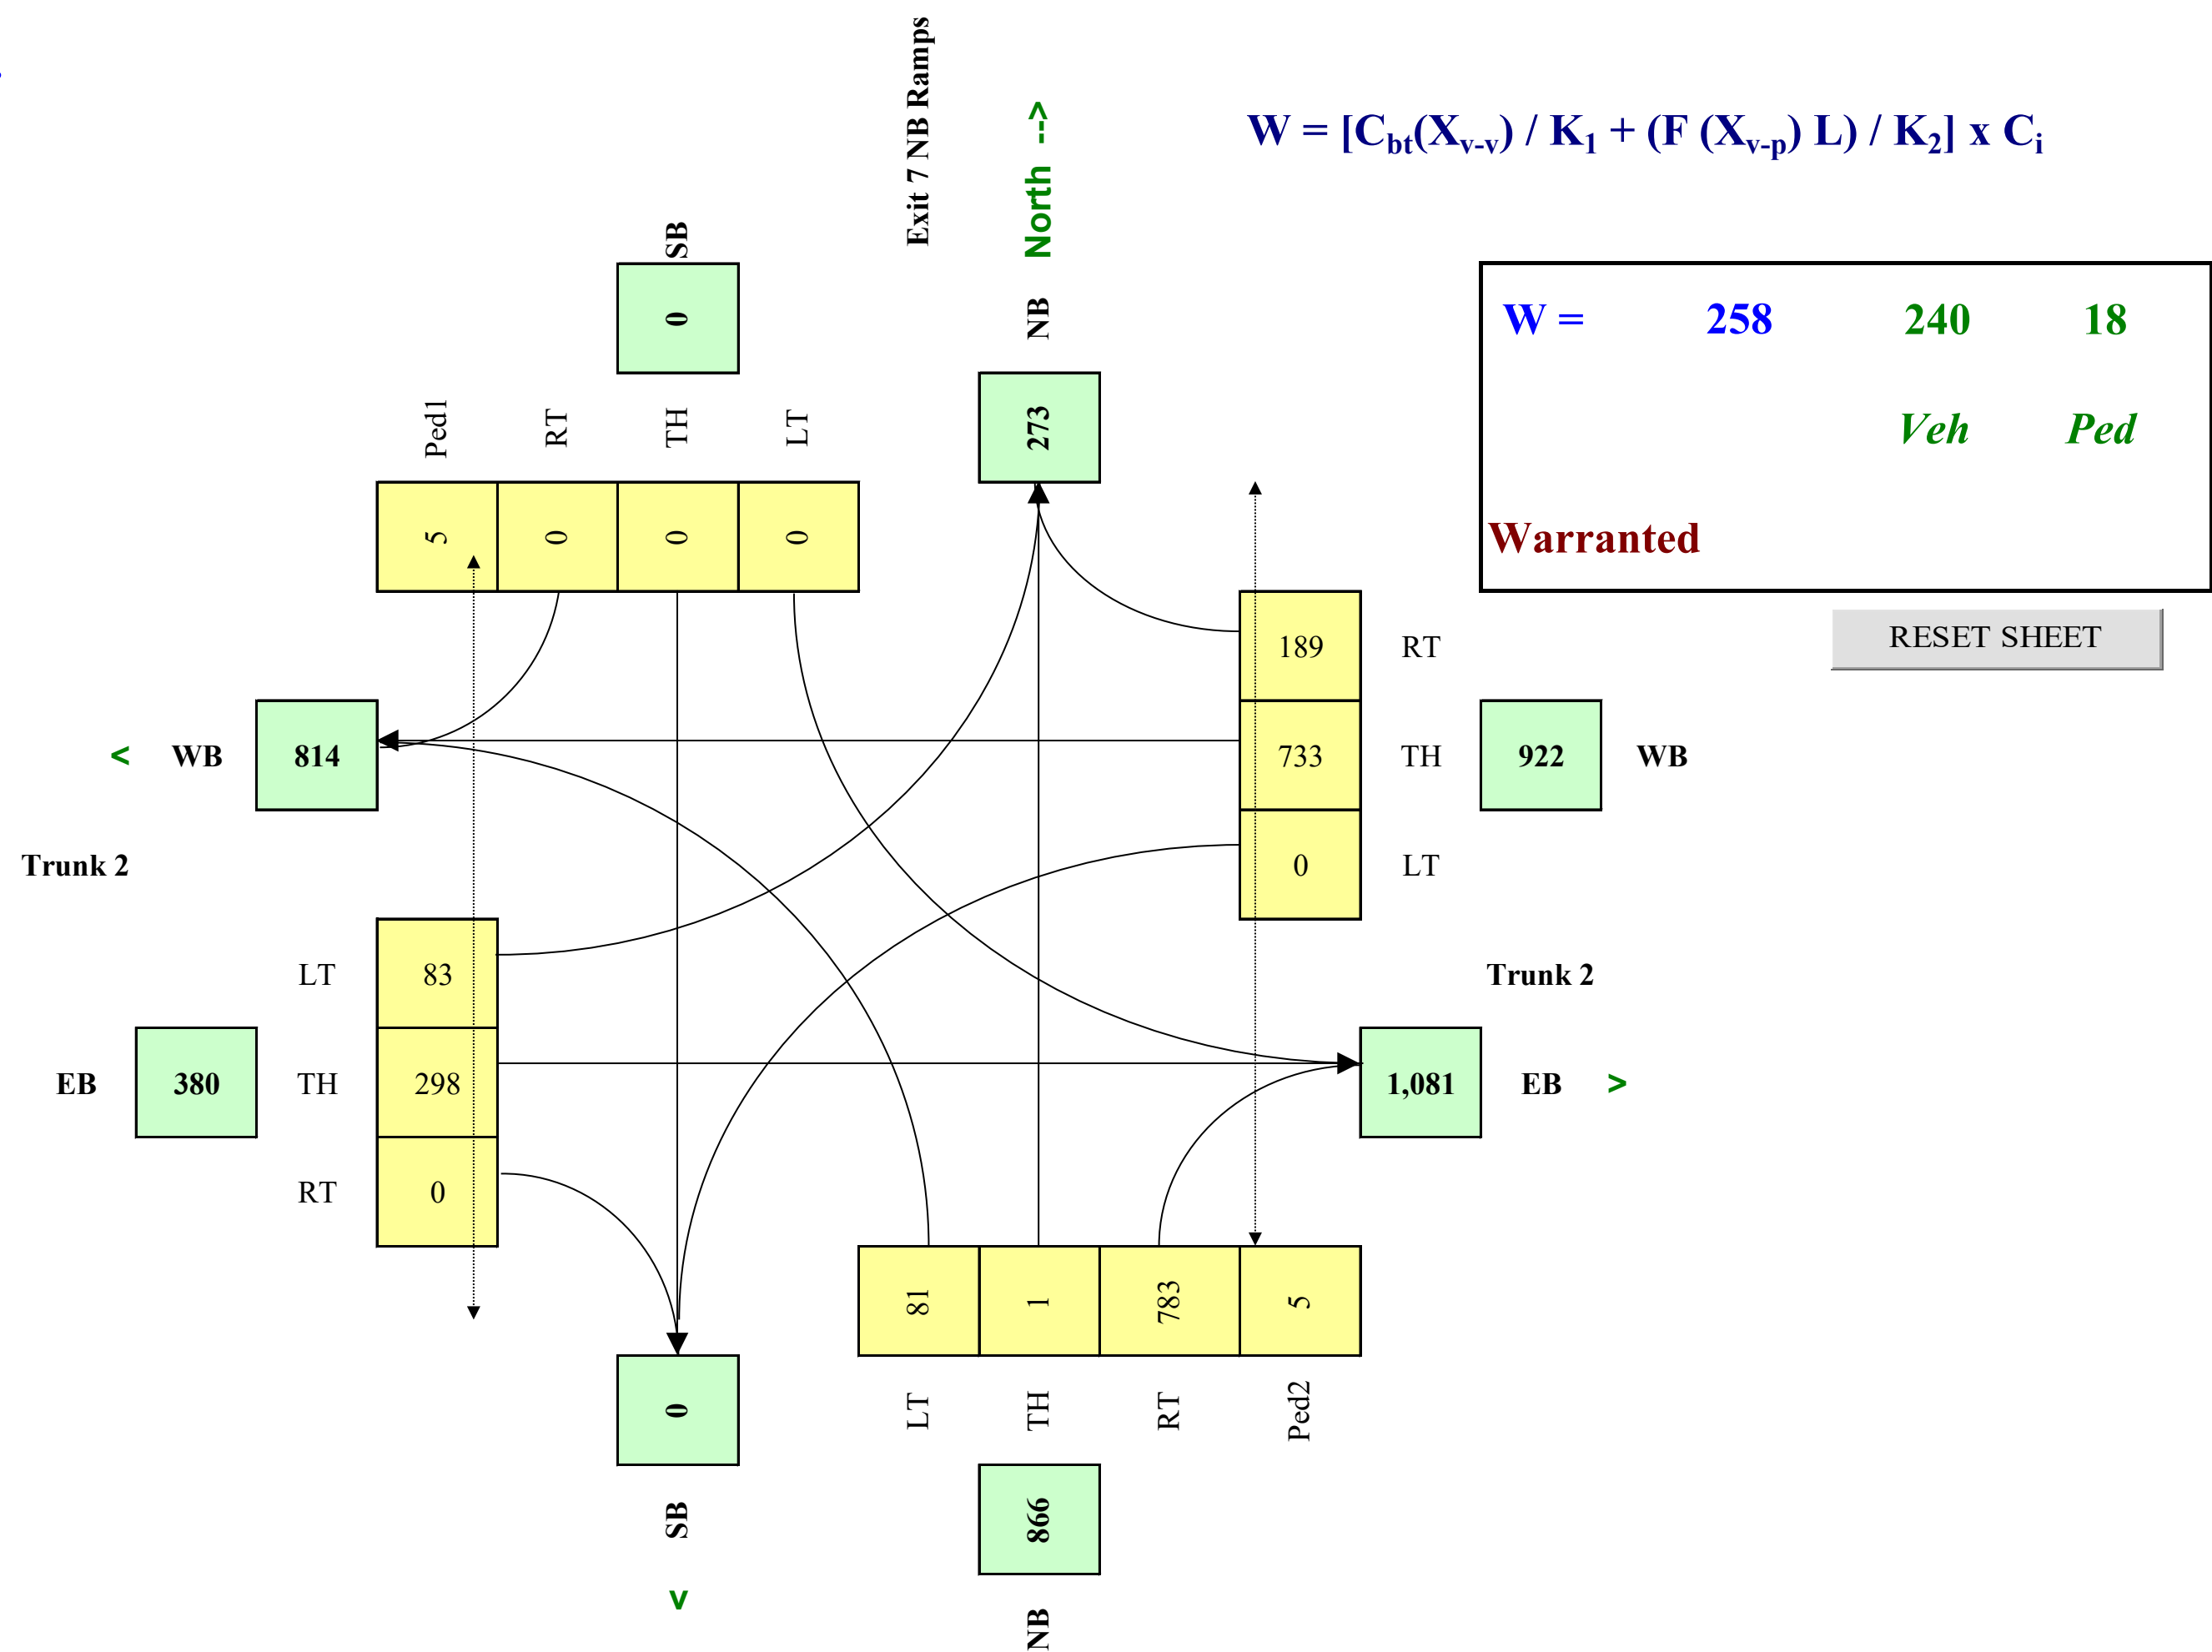 Exit 7 NB Ramps
North -->
W = [Cbt(Xv-v) / K1 + (F (Xv-p) L) / K2] x Ci
SB
0
NB
273
W = 258 240 18
Veh Ped
Warranted
RESET SHEET
Ped1 RT TH LT
5 0 0 0
189 RT
733 TH 922 WB
0 LT
< WB 814
Trunk 2
Trunk 2
LT 83
EB 380 TH 298
RT 0
1,081 EB >
81 1 783 5
LT TH RT Ped2
0
SB
<
866
NB